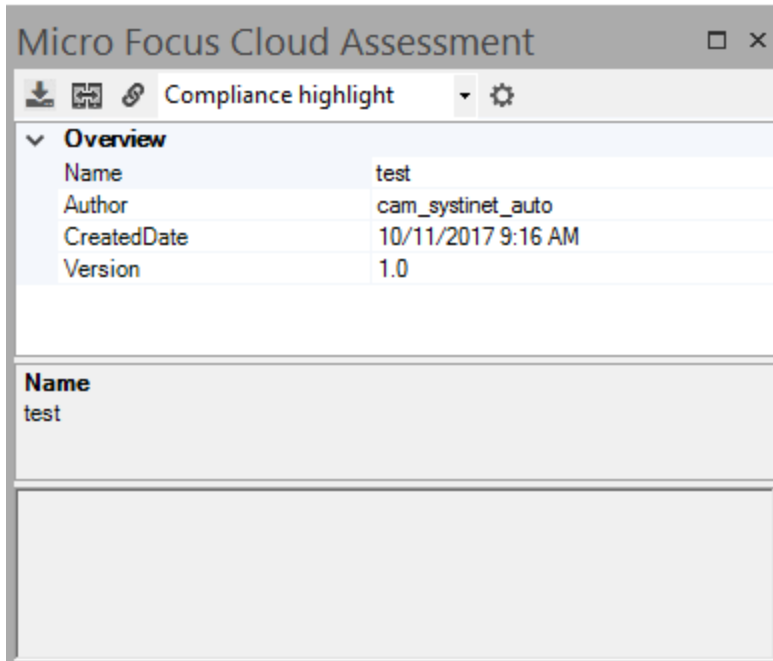 Micro Focus Cloud Assessment
Compliance highlight
Overview
Name test
Author cam_systinet_auto
CreatedDate 10/11/2017 9:16 AM
Version 1.0
Name
test